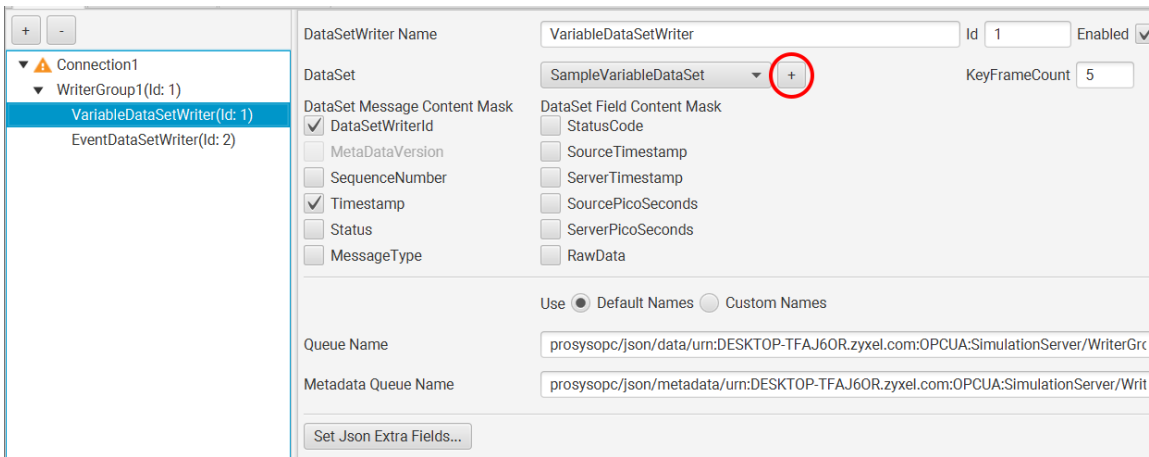 + -
Connection1
WriterGroup1(Id: 1)
VariableDataSetWriter(Id: 1)
EventDataSetWriter(Id: 2)
DataSetWriter Name VariableDataSetWriter Id 1 Enabled
DataSet SampleVariableDataSet + KeyFrameCount 5
DataSet Message Content Mask DataSet Field Content Mask
DataSetWriterId StatusCode
MetaDataVersion SourceTimestamp
SequenceNumber ServerTimestamp
Timestamp SourcePicoSeconds
Status ServerPicoSeconds
MessageType RawData
Use Default Names Custom Names
Queue Name prosysopc/json/data/urn:DESKTOP-TFAJ6OR.zyxel.com:OPCUA:SimulationServer/WriterGrc
Metadata Queue Name prosysopc/json/metadata/urn:DESKTOP-TFAJ6OR.zyxel.com:OPCUA:SimulationServer/Writ
Set Json Extra Fields...